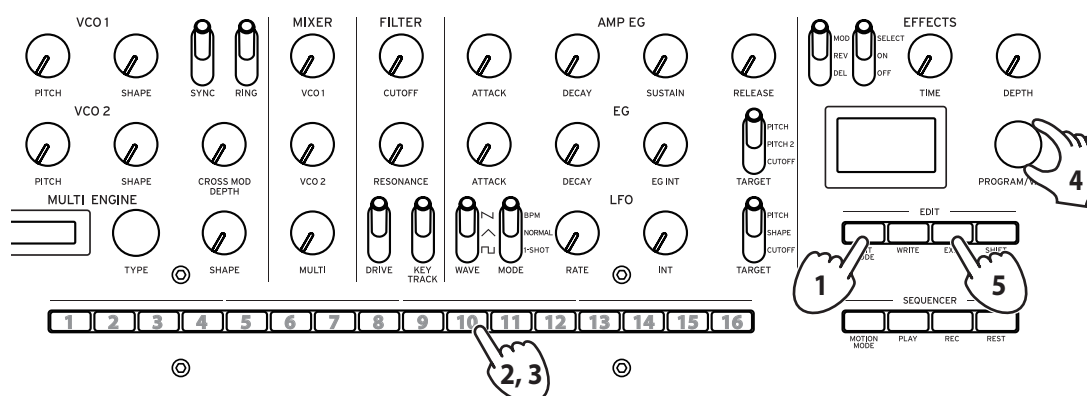 VCO 1 MIXER FILTER AMP EG EFFECTS
MOD SELECT
REV ON
DEL OFF
PITCH SHAPE SYNC RING VCO 1 CUTOFF ATTACK DECAY SUSTAIN RELEASE TIME DEPTH
VCO 2 EG
PITCH
PITCH 2
CUTOFF
PITCH SHAPE CROSS MOD DEPTH VCO 2 RESONANCE ATTACK DECAY EG INT TARGET PROGRAM/V
4
MULTI ENGINE LFO EDIT
BPM PITCH
NORMAL SHAPE
1-SHOT CUTOFF
TYPE SHAPE MULTI DRIVE KEY TRACK WAVE MODE RATE INT TARGET WRITE SHIFT
1 5
SEQUENCER
1 2 3 4 5 6 7 8 9 10 11 12 13 14 15 16
MOTION MODE PLAY REC REST
2, 3